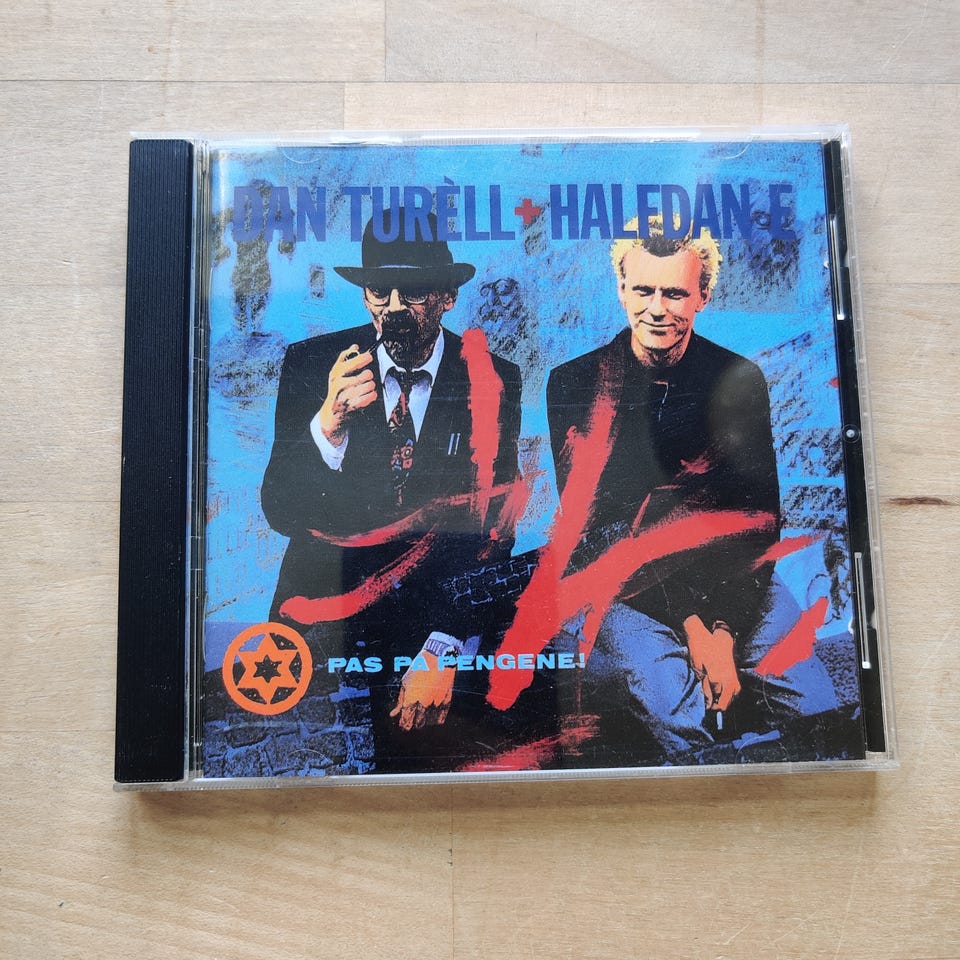 DAN TURÈLL + HALFDAN E
PAS PÅ PENGENE!